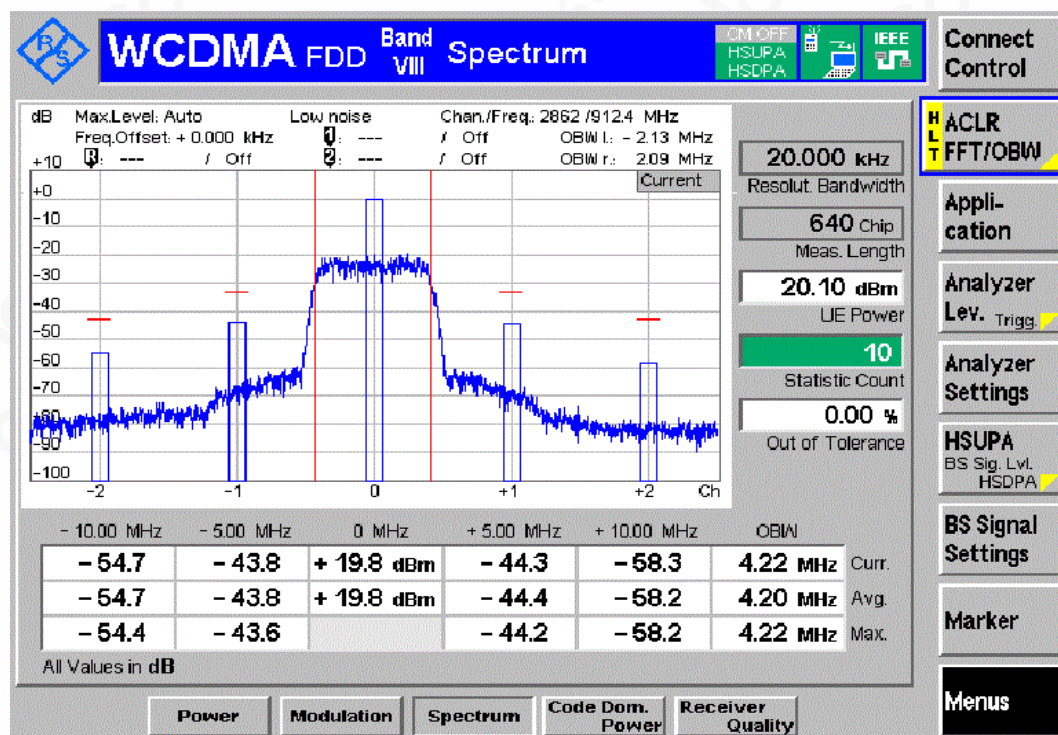 R/S
WCDMA FDD Band VIII Spectrum
CM OFF
HSUPA
HSDPA
IEEE
Connect
Control
dB Max.Level: Auto Low noise Chan./Freq.: 2862 /912.4 MHz
Freq.Offset: + 0.000 kHz 1: --- / Off OBW l.: - 2.13 MHz
+10 R: --- / Off 2: --- / Off OBW r.: 2.09 MHz
Current
+0
-10
-20
-30
-40
-50
-60
-70
-80
-90
-100
-2 -1 0 +1 +2 Ch
20.000 kHz
Resolut. Bandwidth
640 Chip
Meas. Length
20.10 dBm
UE Power
10
Statistic Count
0.00 %
Out of Tolerance
- 10.00 MHz - 5.00 MHz 0 MHz + 5.00 MHz + 10.00 MHz OBW
- 54.7 - 43.8 + 19.8 dBm - 44.3 - 58.3 4.22 MHz Curr.
- 54.7 - 43.8 + 19.8 dBm - 44.4 - 58.2 4.20 MHz Avg.
- 54.4 - 43.6 - 44.2 - 58.2 4.22 MHz Max.
All Values in dB
HLT
ACLR
FFT/OBW
Appli-
cation
Analyzer
Lev. Trigg.
Analyzer
Settings
HSUPA
BS Sig. Lvl.
HSDPA
BS Signal
Settings
Marker
Menus
Power
Modulation
Spectrum
Code Dom.
Power
Receiver
Quality